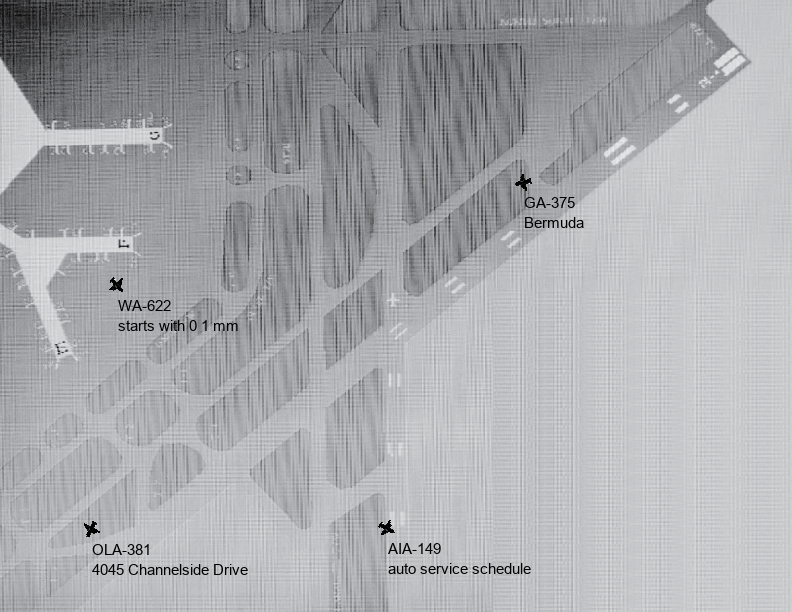 G
F
E
GA-375
Bermuda
WA-622
starts with 0 1 mm
OLA-381
4045 Channelside Drive
AIA-149
auto service schedule